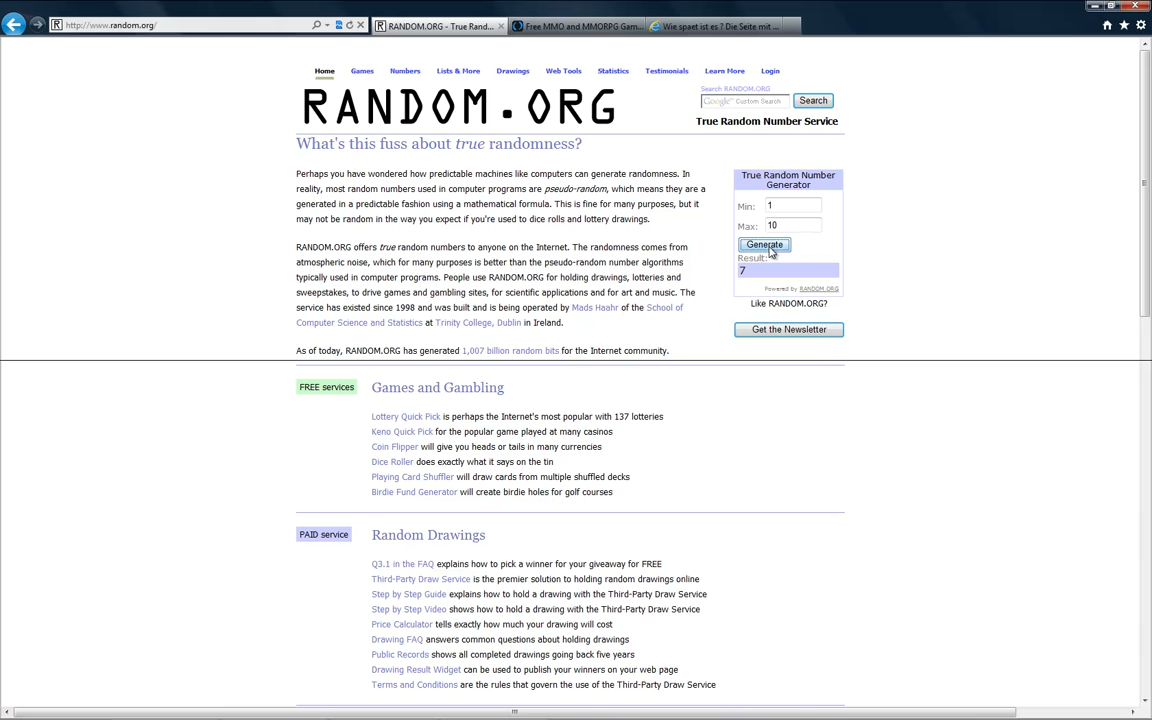 http://www.random.org/
RANDOM.ORG - True Rand...
Free MMO and MMORPG Gam...
Wie spaet ist es ? Die Seite mit ...
Home Games Numbers Lists & More Drawings Web Tools Statistics Testimonials Learn More Login
RANDOM.ORG
Search RANDOM.ORG
Google™ Custom Search Search
True Random Number Service
What's this fuss about true randomness?
Perhaps you have wondered how predictable machines like computers can generate randomness. In
reality, most random numbers used in computer programs are pseudo-random, which means they are a
generated in a predictable fashion using a mathematical formula. This is fine for many purposes, but it
may not be random in the way you expect if you're used to dice rolls and lottery drawings.
RANDOM.ORG offers true random numbers to anyone on the Internet. The randomness comes from
atmospheric noise, which for many purposes is better than the pseudo-random number algorithms
typically used in computer programs. People use RANDOM.ORG for holding drawings, lotteries and
sweepstakes, to drive games and gambling sites, for scientific applications and for art and music. The
service has existed since 1998 and was built and is being operated by Mads Haahr of the School of
Computer Science and Statistics at Trinity College, Dublin in Ireland.
As of today, RANDOM.ORG has generated 1,007 billion random bits for the Internet community.
True Random Number
Generator
Min: 1
Max: 10
Generate
Result:
7
Powered by RANDOM.ORG
Like RANDOM.ORG?
Get the Newsletter
FREE services
Games and Gambling
Lottery Quick Pick is perhaps the Internet's most popular with 137 lotteries
Keno Quick Pick for the popular game played at many casinos
Coin Flipper will give you heads or tails in many currencies
Dice Roller does exactly what it says on the tin
Playing Card Shuffler will draw cards from multiple shuffled decks
Birdie Fund Generator will create birdie holes for golf courses
PAID service
Random Drawings
Q3.1 in the FAQ explains how to pick a winner for your giveaway for FREE
Third-Party Draw Service is the premier solution to holding random drawings online
Step by Step Guide explains how to hold a drawing with the Third-Party Draw Service
Step by Step Video shows how to hold a drawing with the Third-Party Draw Service
Price Calculator tells exactly how much your drawing will cost
Drawing FAQ answers common questions about holding drawings
Public Records shows all completed drawings going back five years
Drawing Result Widget can be used to publish your winners on your web page
Terms and Conditions are the rules that govern the use of the Third-Party Draw Service